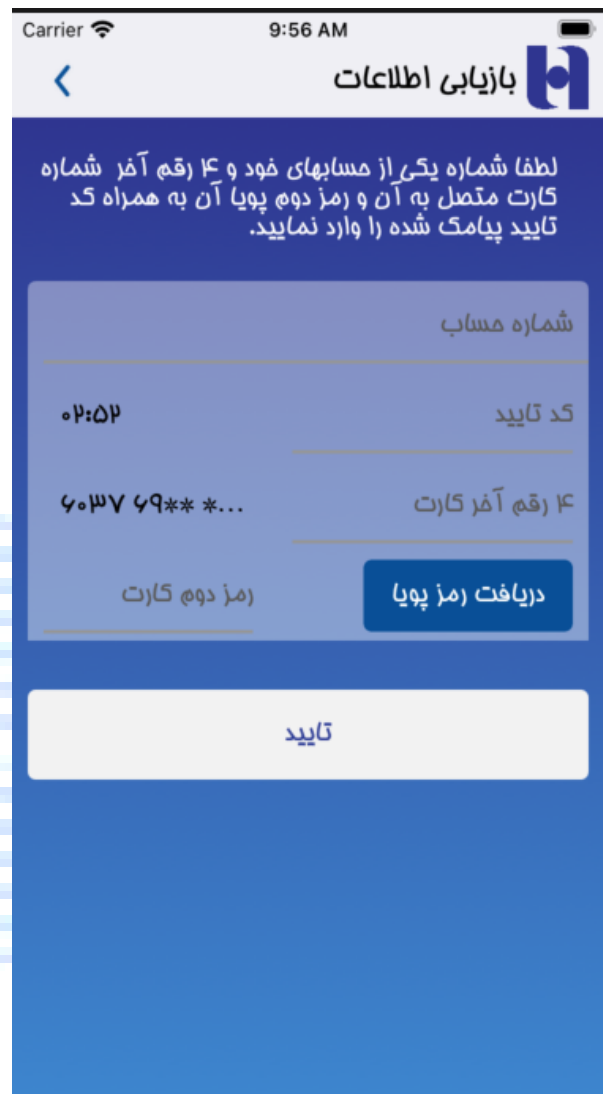 Carrier 9:56 AM
بازیابی اطلاعات
لطفا شماره یکی از حسابهای خود و ۴ رقم آخر شماره
کارت متصل به آن و رمز دوم پویا آن به همراه کد
تایید پیامک شده را وارد نمایید.
شماره حساب
کد تایید ۰۲:۵۲
۴ رقم آخر کارت ۶۰۳۷ ۶۹** *...
دریافت رمز پویا رمز دوم کارت
تایید